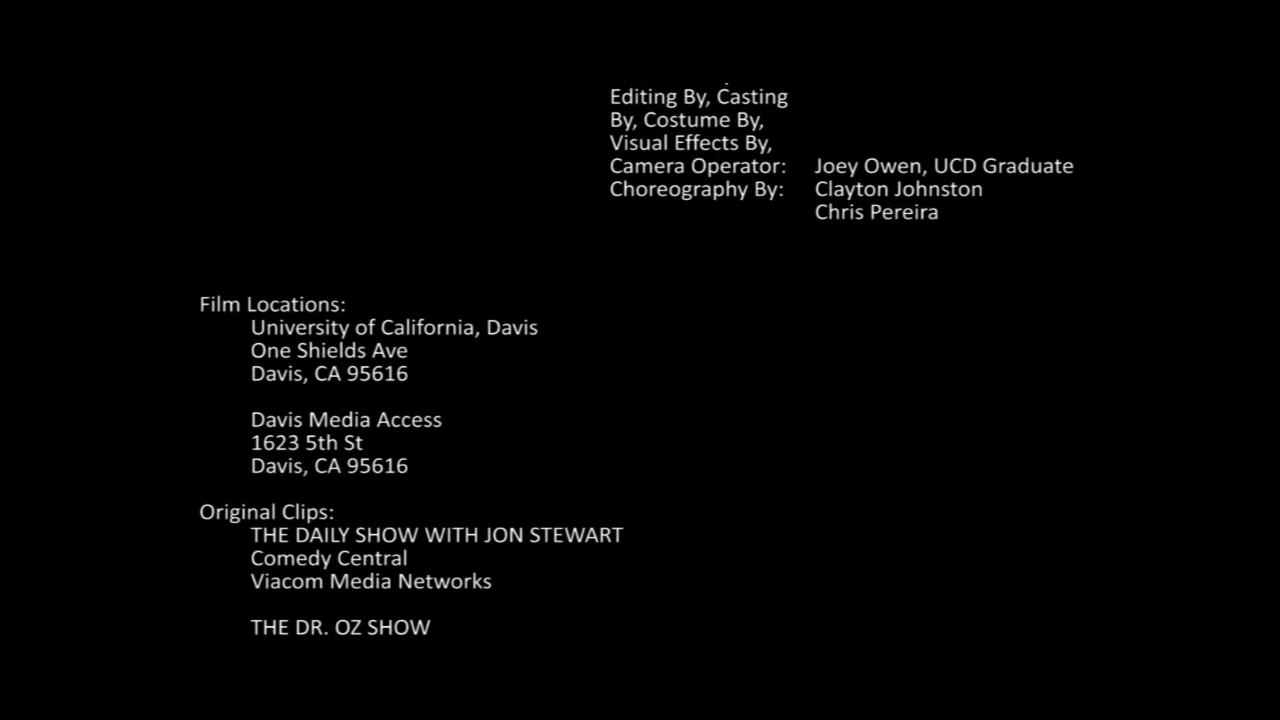 Editing By, Casting
By, Costume By,
Visual Effects By,
Camera Operator: Joey Owen, UCD Graduate
Choreography By: Clayton Johnston
Chris Pereira
Film Locations:
University of California, Davis
One Shields Ave
Davis, CA 95616
Davis Media Access
1623 5th St
Davis, CA 95616
Original Clips:
THE DAILY SHOW WITH JON STEWART
Comedy Central
Viacom Media Networks
THE DR. OZ SHOW